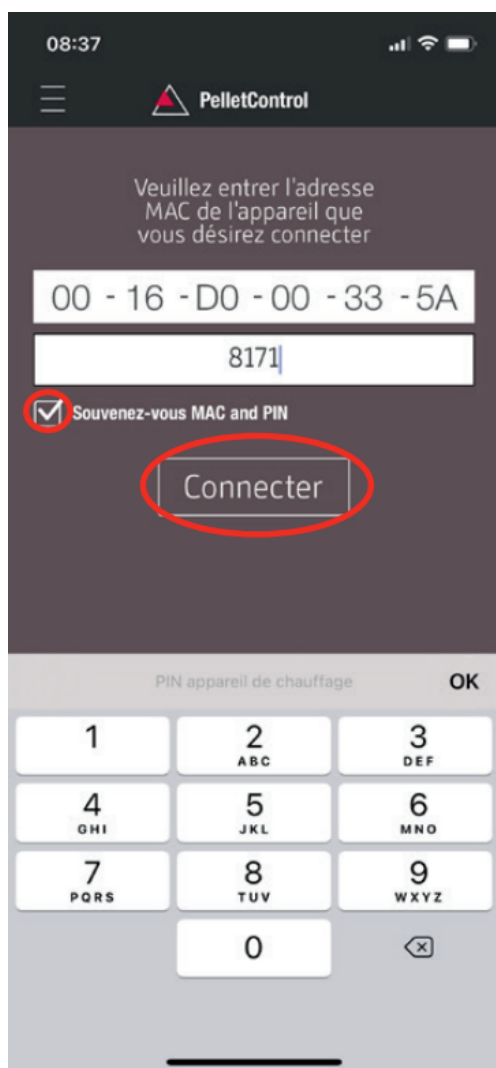 08:37
PelletControl
Veuillez entrer l'adresse
MAC de l'appareil que
vous désirez connecter
00 - 16 - D0 - 00 - 33 - 5A
8171
Souvenez-vous MAC and PIN
Connecter
PIN appareil de chauffage OK
1 2 3
ABC DEF
4 5 6
GHI JKL MNO
7 8 9
PQRS TUV WXYZ
0